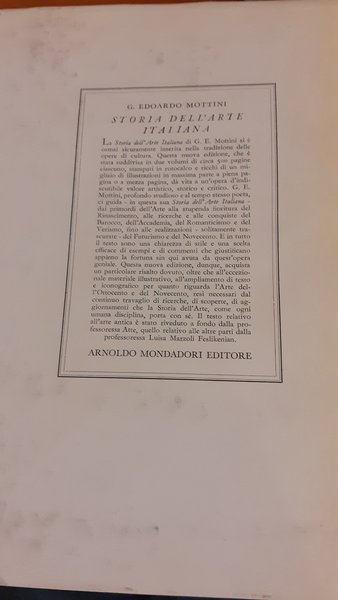 G. EDOARDO MOTTINI
STORIA DELL'ARTE
ITALIANA
La Storia dell'Arte Italiana di G. E. Mottini si è
ormai sicuramente inserita nella tradizione delle
opere di cultura. Questa nuova edizione, che è
stata suddivisa in due volumi di circa 500 pagine
ciascuno, stampati in rotocalco e ricchi di un mi-
gliaio di illustrazioni in massima parte a piena pa-
gina o a mezza pagina, dà vita a un'opera d'indi-
scutibile valore artistico, storico e critico. G. E.
Mottini, profondo studioso e al tempo stesso poeta,
ci guida - in questa sua Storia dell'Arte Italiana -
dai primordi dell'Arte alla stupenda fioritura del
Rinascimento, alle ricerche e alle conquiste del
Barocco, dell'Accademia, del Romanticismo e del
Verismo, fino alle realizzazioni - solitamente tra-
scurate - del Futurismo e del Novecento. E in tutto
il testo sono una chiarezza di stile e una scelta
efficace di esempi e di commenti che giustificano
appieno la fortuna sin qui avuta da quest'opera
geniale. Questa nuova edizione, dunque, acquista
un particolare risalto dovuto, oltre che all'eccezio-
nale materiale illustrativo, all'ampliamento di testo
e iconografico per quanto riguarda l'Arte del-
l'Ottocento e del Novecento, resi necessari dal
continuo travaglio di ricerche, di scoperte, di ag-
giornamenti che la Storia dell'Arte, come ogni
umana disciplina, porta con sé. Il testo relativo
all'arte antica è stato riveduto a fondo dalla pro-
fessoressa Atte, quello relativo alle altre parti dalla
professoressa Luisa Mazzoli Feslikenian.
ARNOLDO MONDADORI EDITORE